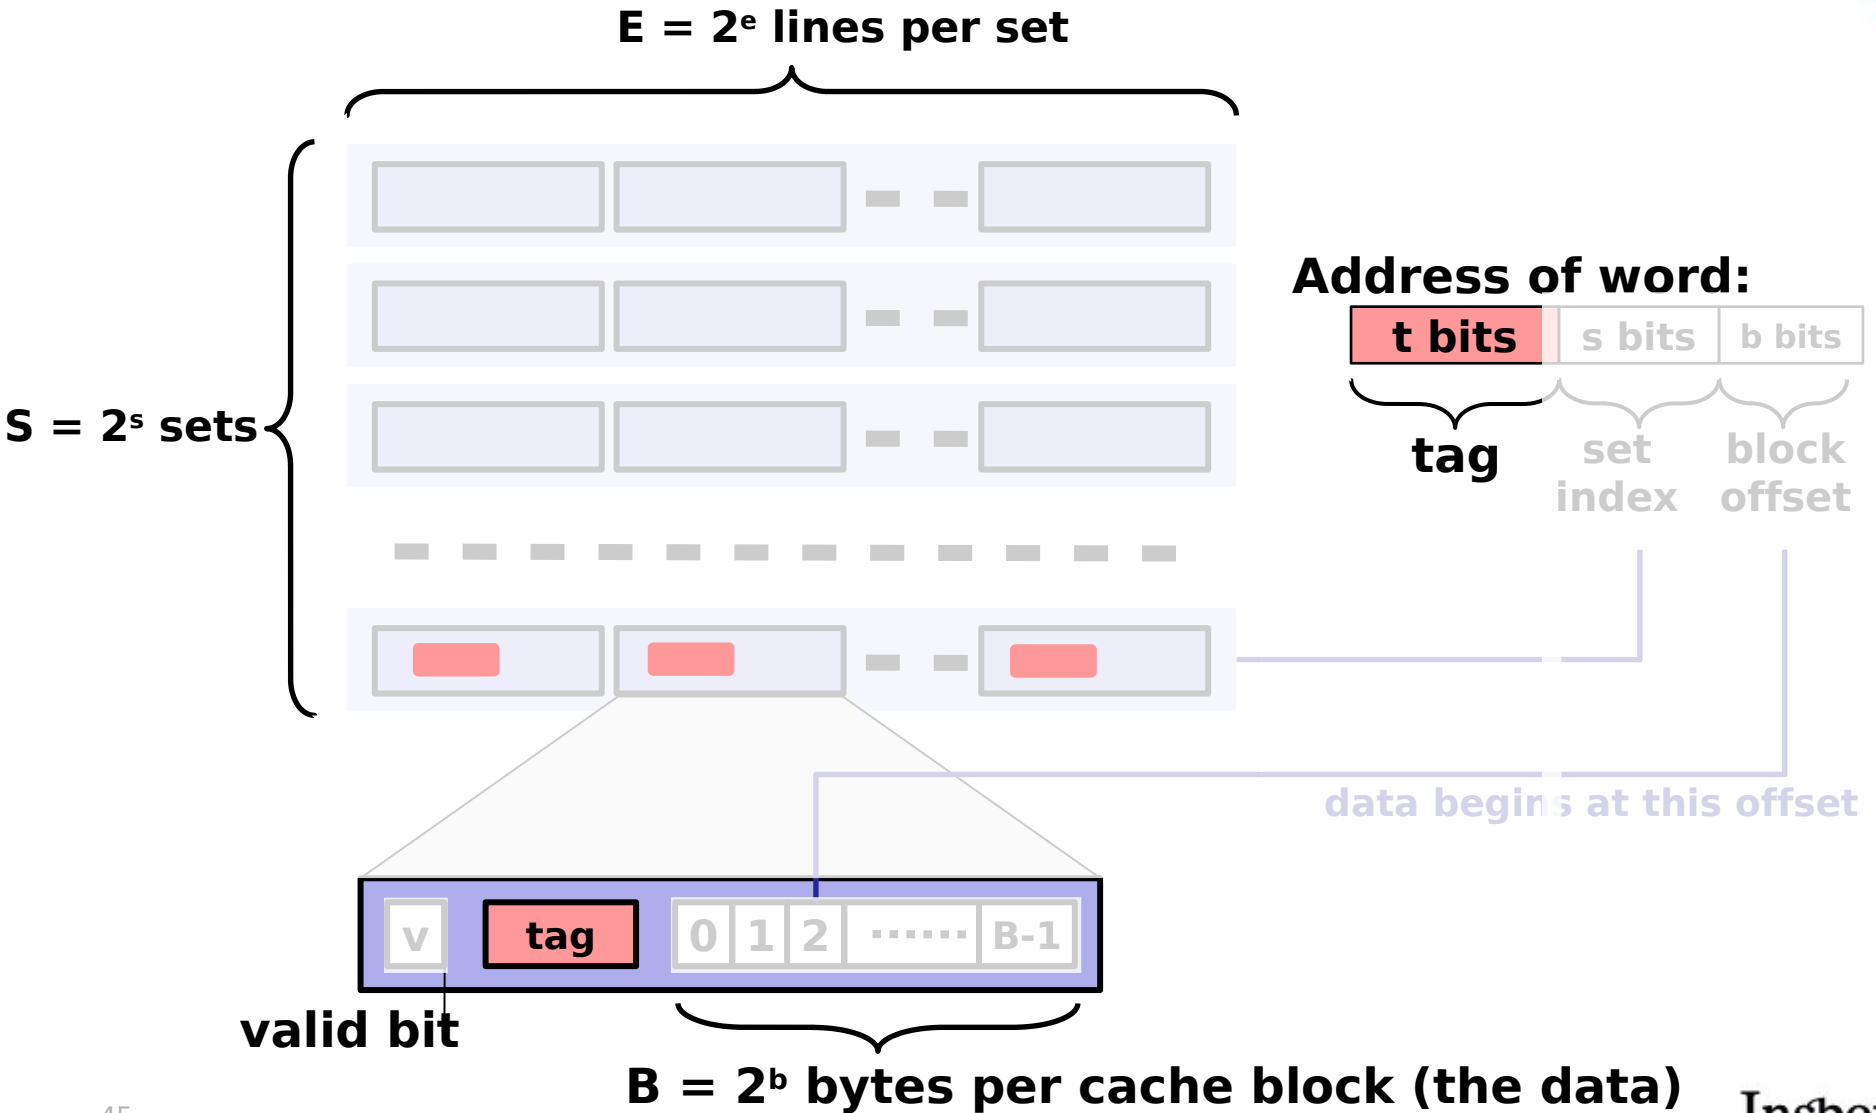 E = 2ᵉ lines per set
Address of word:
t bits s bits b bits
S = 2ˢ sets
tag
set index
block offset
data begins at this offset
v tag 0 1 2 ...... B-1
valid bit
B = 2ᵇ bytes per cache block (the data)